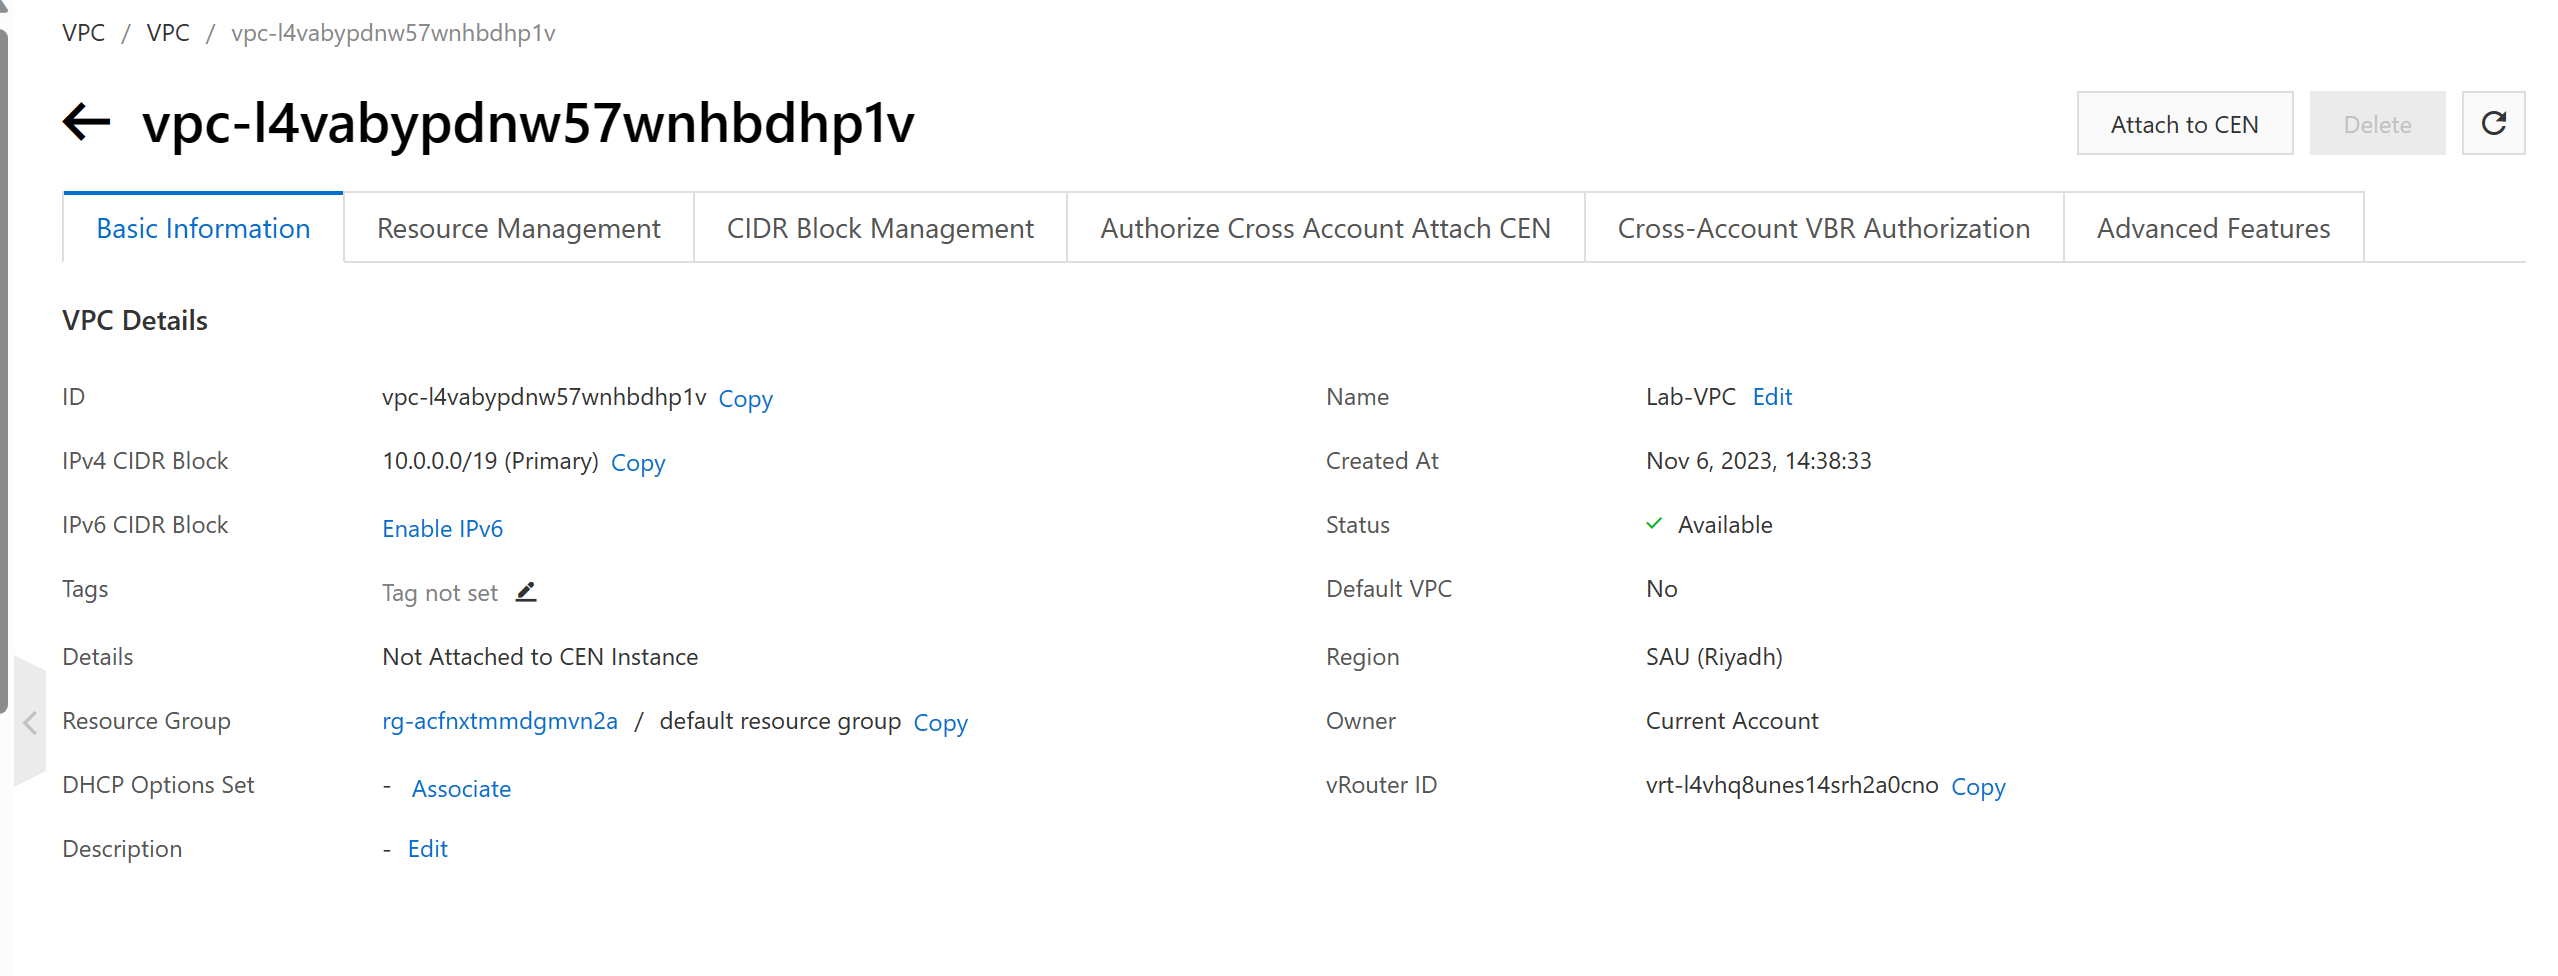 VPC / VPC / vpc-l4vabypdnw57wnhbdhp1v
vpc-l4vabypdnw57wnhbdhp1v
Attach to CEN Delete
Basic Information Resource Management CIDR Block Management Authorize Cross Account Attach CEN Cross-Account VBR Authorization Advanced Features
VPC Details
ID vpc-l4vabypdnw57wnhbdhp1v Copy Name Lab-VPC Edit
IPv4 CIDR Block 10.0.0.0/19 (Primary) Copy Created At Nov 6, 2023, 14:38:33
IPv6 CIDR Block Enable IPv6 Status Available
Tags Tag not set Default VPC No
Details Not Attached to CEN Instance Region SAU (Riyadh)
Resource Group rg-acfnxtmmdgmvn2a / default resource group Copy Owner Current Account
DHCP Options Set - Associate vRouter ID vrt-l4vhq8unes14srh2a0cno Copy
Description - Edit